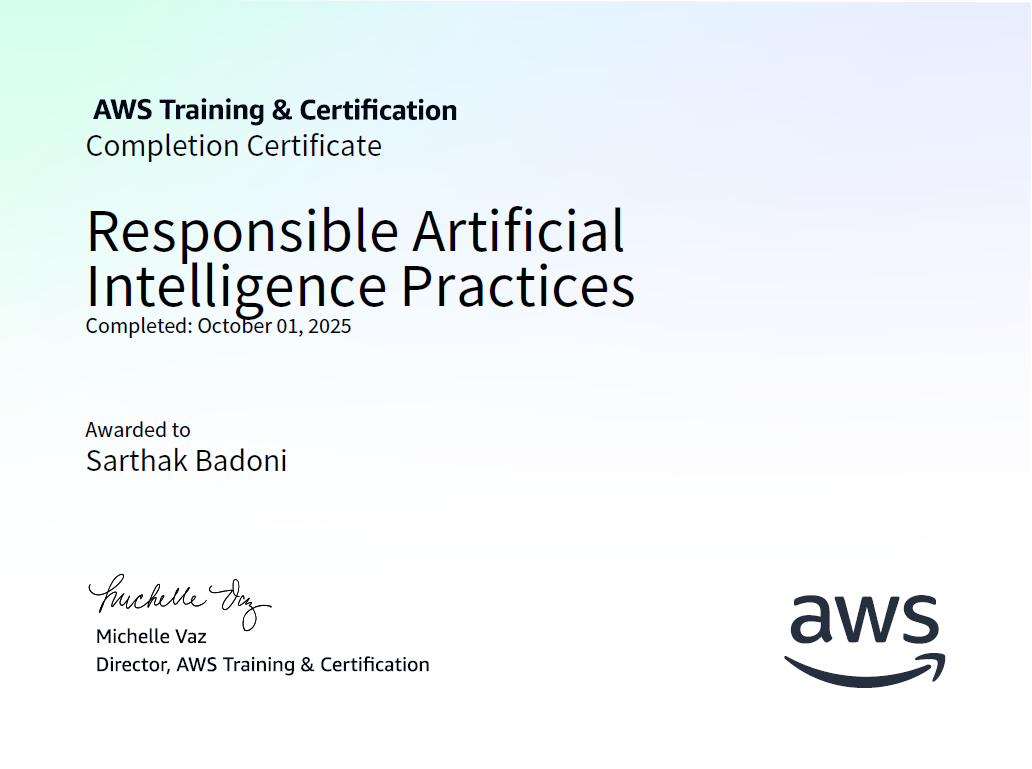 AWS Training & Certification
Completion Certificate
Responsible Artificial
Intelligence Practices
Completed: October 01, 2025
Awarded to
Sarthak Badoni
Michelle Vaz
Michelle Vaz
Director, AWS Training & Certification
aws